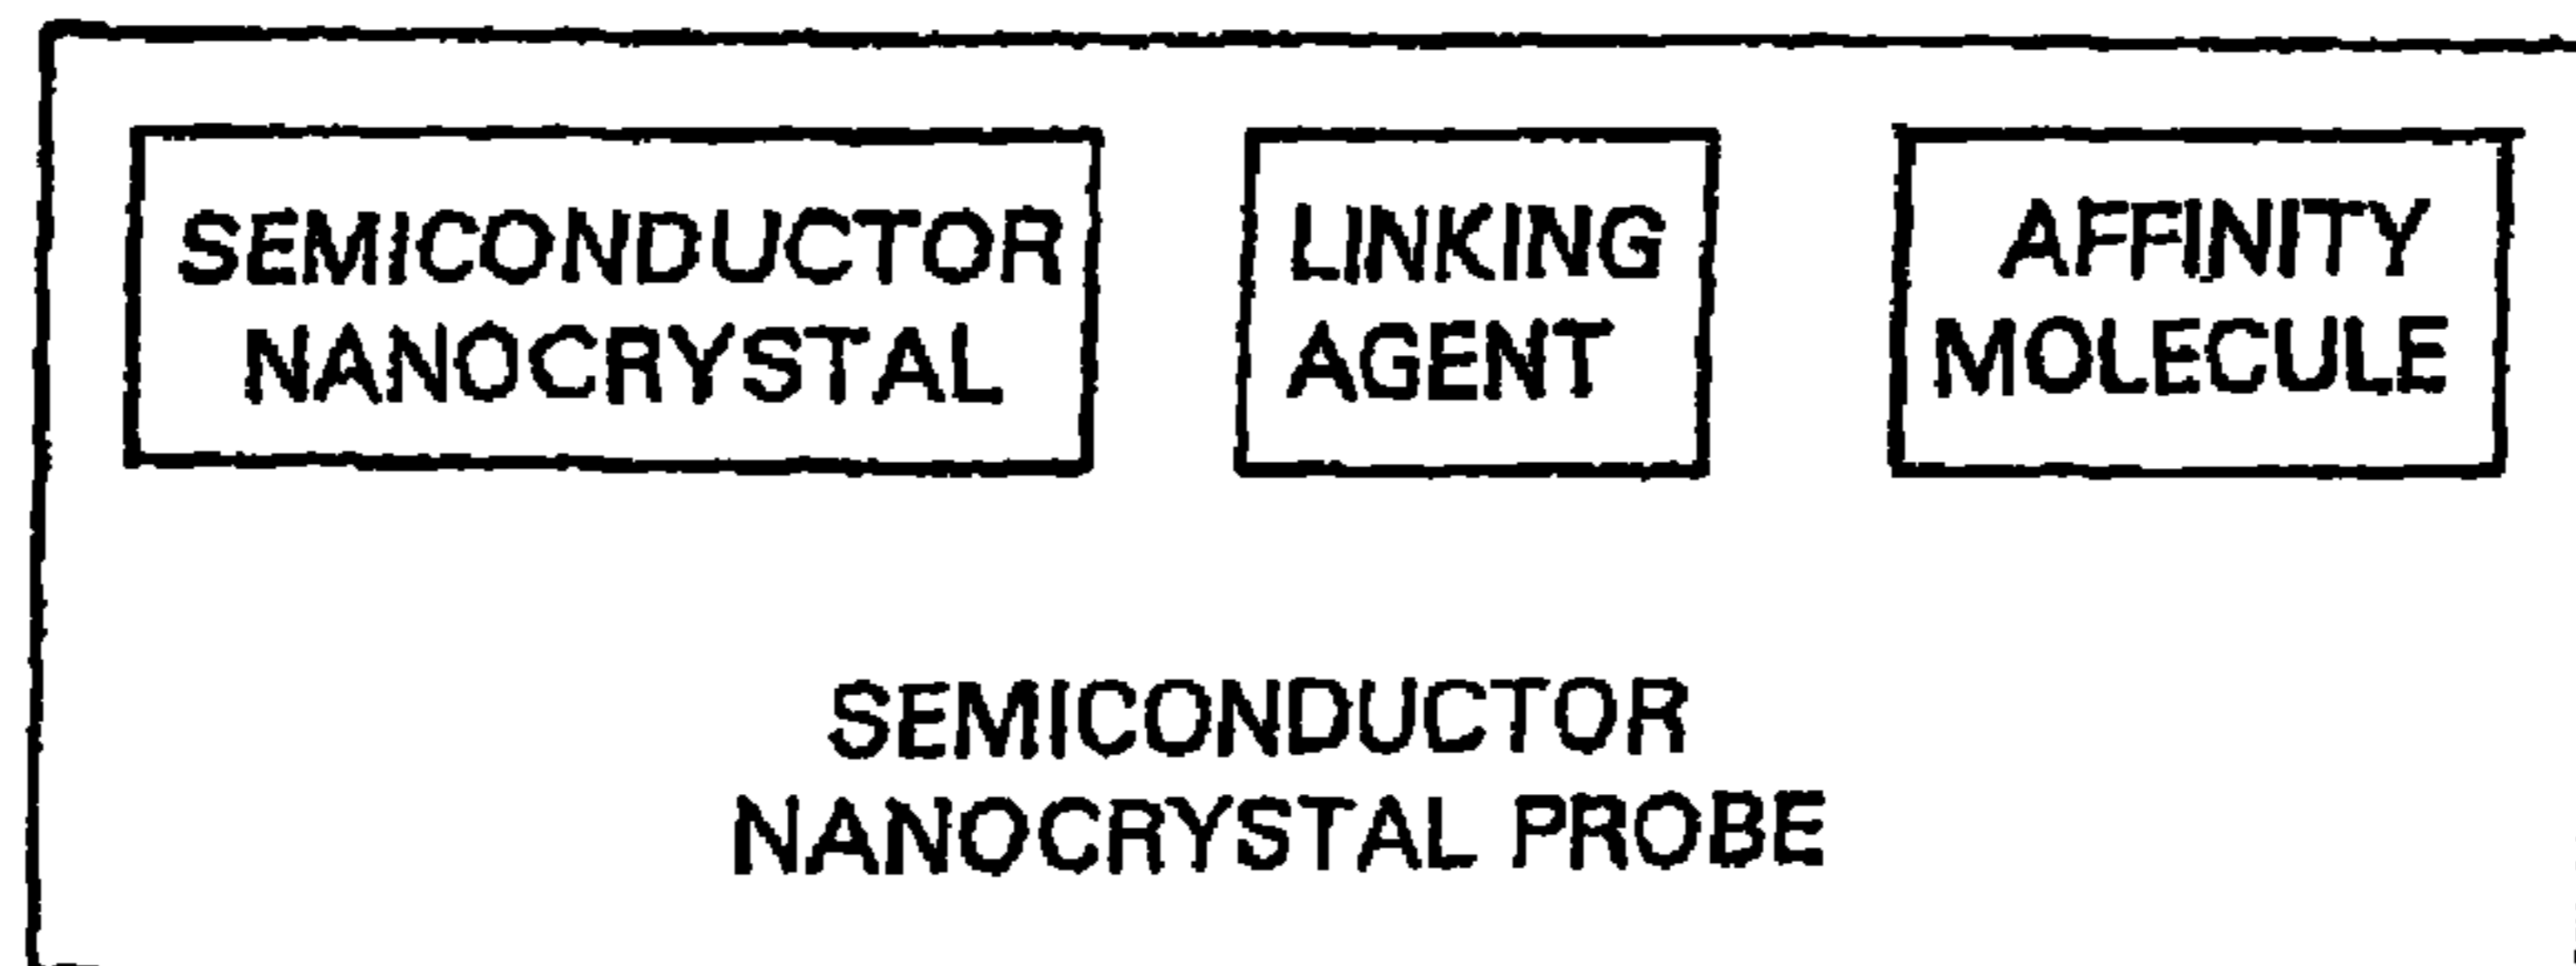 SEMICONDUCTOR
NANOCRYSTAL
LINKING
AGENT
AFFINITY
MOLECULE
SEMICONDUCTOR
NANOCRYSTAL PROBE